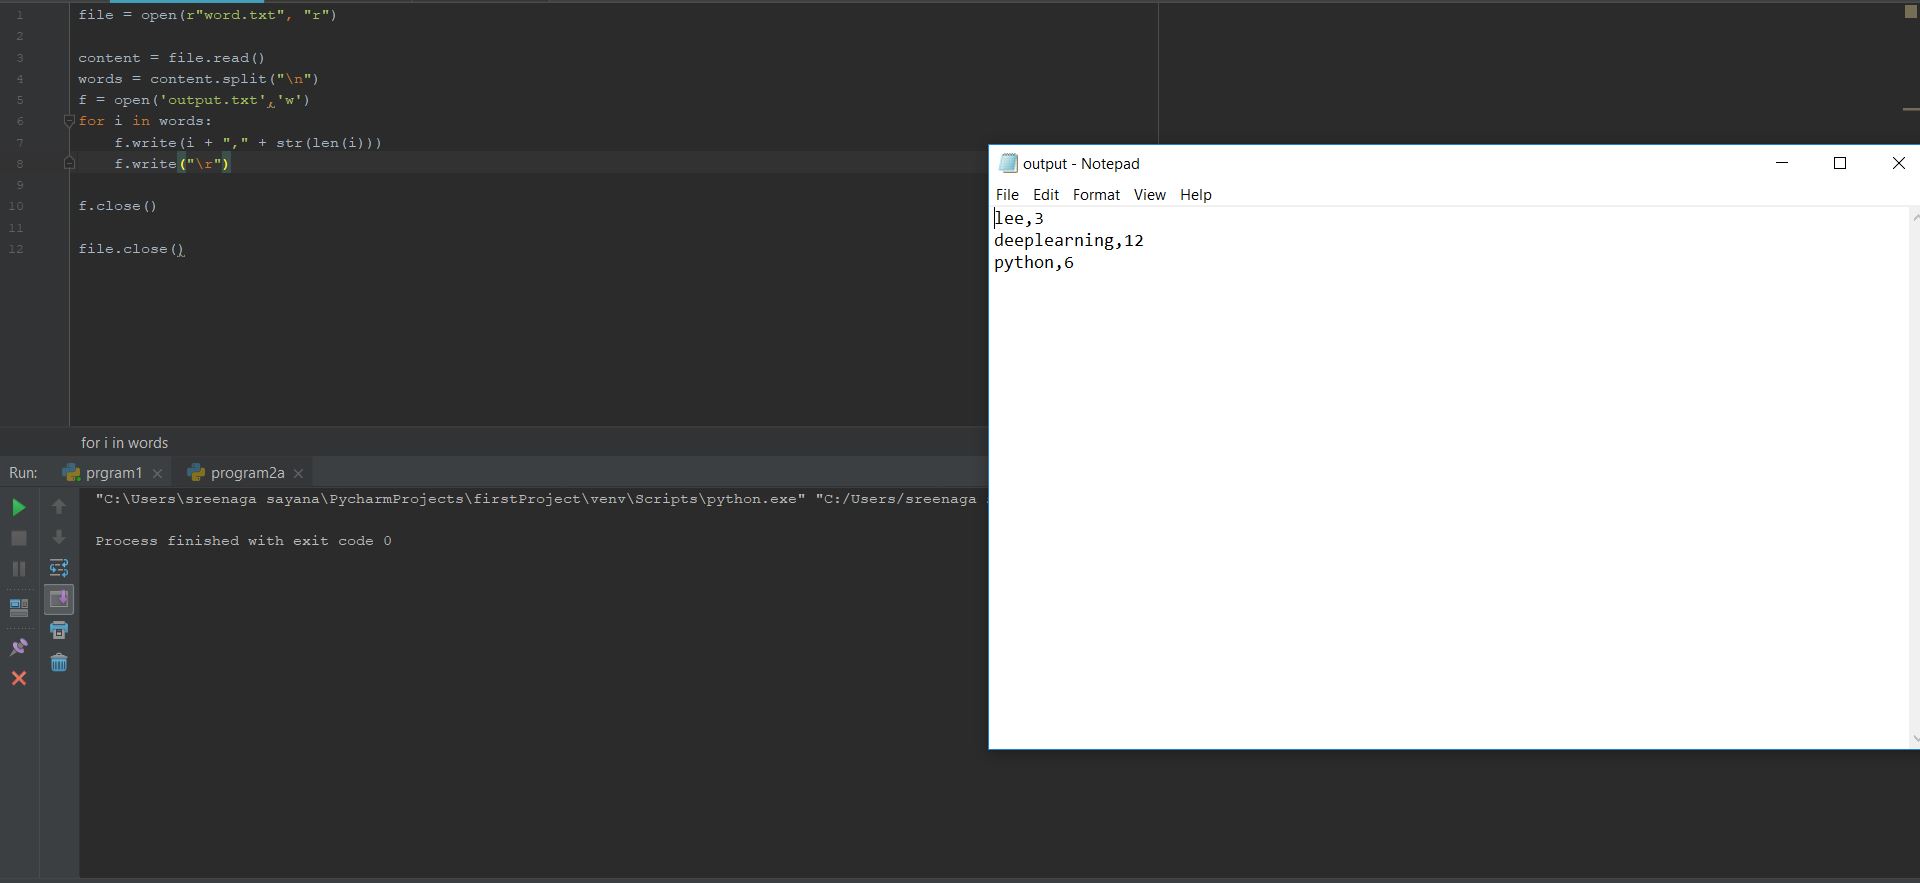 1 file = open(r"word.txt", "r")
2
3 content = file.read()
4 words = content.split("\n")
5 f = open('output.txt','w')
6 for i in words:
7 f.write(i + "," + str(len(i)))
8 f.write("\r")
9
10 f.close()
11
12 file.close()
for i in words
Run: prgram1 program2a
"C:\Users\sreenaga sayana\PycharmProjects\firstProject\venv\Scripts\python.exe" "C:/Users/sreenaga
Process finished with exit code 0
output - Notepad
File Edit Format View Help
lee,3
deeplearning,12
python,6